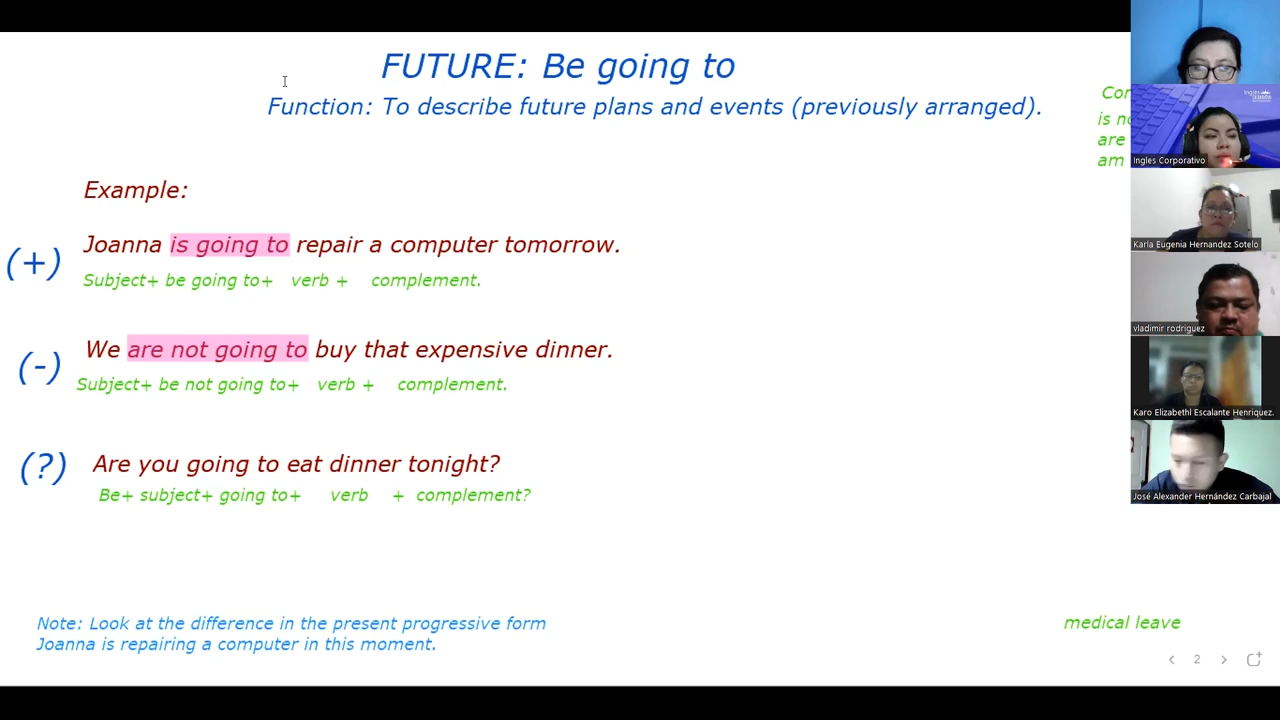 FUTURE: Be going to
Function: To describe future plans and events (previously arranged).
is
are
am
Example:
(+) Joanna is going to repair a computer tomorrow.
Subject+ be going to+ verb + complement.
(-) We are not going to buy that expensive dinner.
Subject+ be not going to+ verb + complement.
(?) Are you going to eat dinner tonight?
Be+ subject+ going to+ verb + complement?
Note: Look at the difference in the present progressive form
Joanna is repairing a computer in this moment.
medical leave
2
Ingles Corporativo
Karla Eugenia Hernandez Sotelo
vladimir rodriguez
Karo Elizabethl Escalante Henriquez.
José Alexander Hernández Carbajal